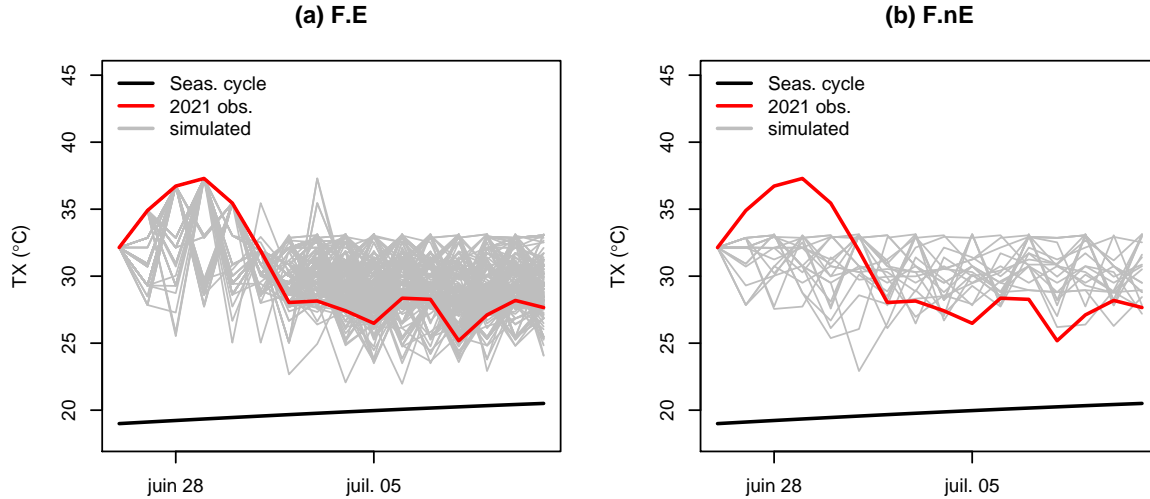 (a) F.E
TX (°C)
45
40
35
30
25
20
Seas. cycle
2021 obs.
simulated
juin 28
juil. 05
(b) F.nE
TX (°C)
45
40
35
30
25
20
Seas. cycle
2021 obs.
simulated
juin 28
juil. 05